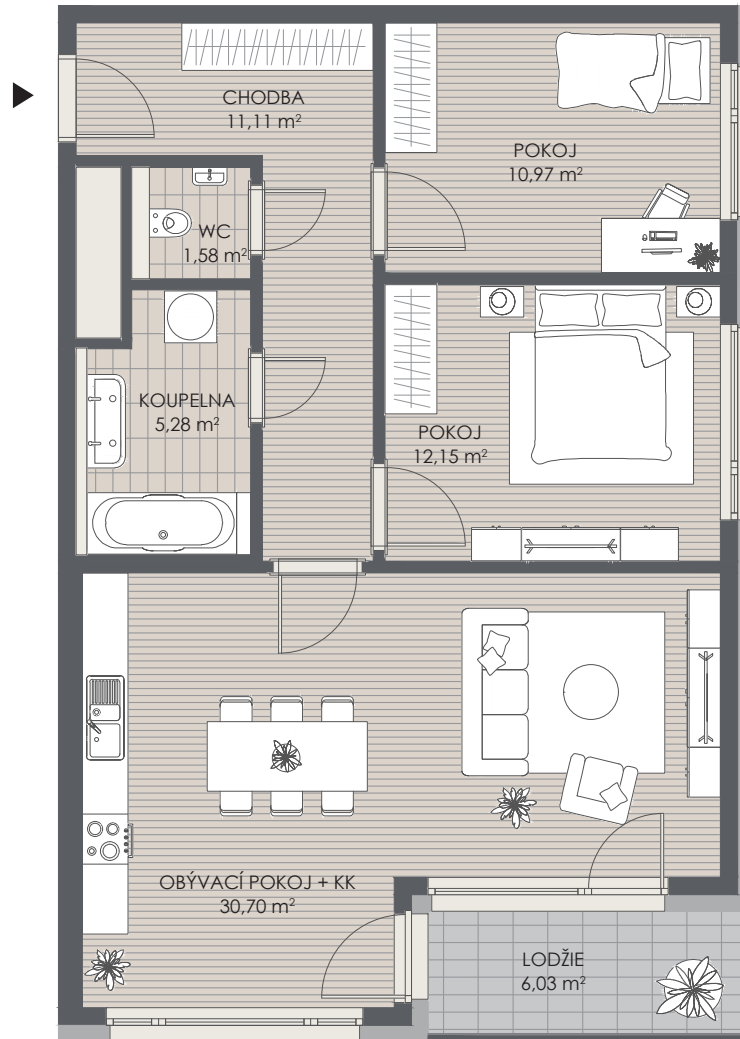 CHODBA
11,11 m²
POKOJ
10,97 m²
WC
1,58 m²
KOUPELNA
5,28 m²
POKOJ
12,15 m²
OBÝVACÍ POKOJ + KK
30,70 m²
LODŽIE
6,03 m²